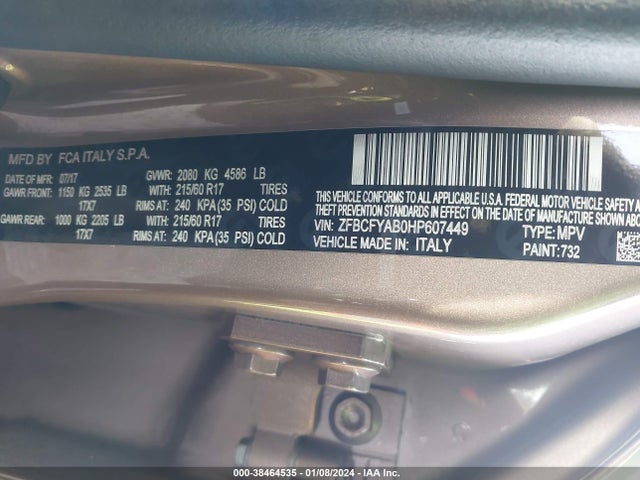 MFD BY FCA ITALY S.P.A.
DATE OF MFD: 07/17 GVWR: 2080 KG 4586 LB
GAWR FRONT: 1150 KG 2535 LB WITH: 215/60 R17 TIRES
17X7 RIMS AT: 240 KPA(35 PSI) COLD
GAWR REAR: 1000 KG 2205 LB WITH: 215/60 R17 TIRES
17X7 RIMS AT: 240 KPA(35 PSI) COLD
THIS VEHICLE CONFORMS TO ALL APPLICABLE U.S.A. FEDERAL MOTOR VEHICLE SAFETY
THEFT PREVENTION STANDARDS IN EFFECT ON THE DATE OF MANUFACTURE SHOWN ABOVE
VIN: ZFBCFYAB0HP607449 TYPE: MPV
VEHICLE MADE IN: ITALY PAINT: 732
000-38464535 - 01/08/2024 - IAA Inc.